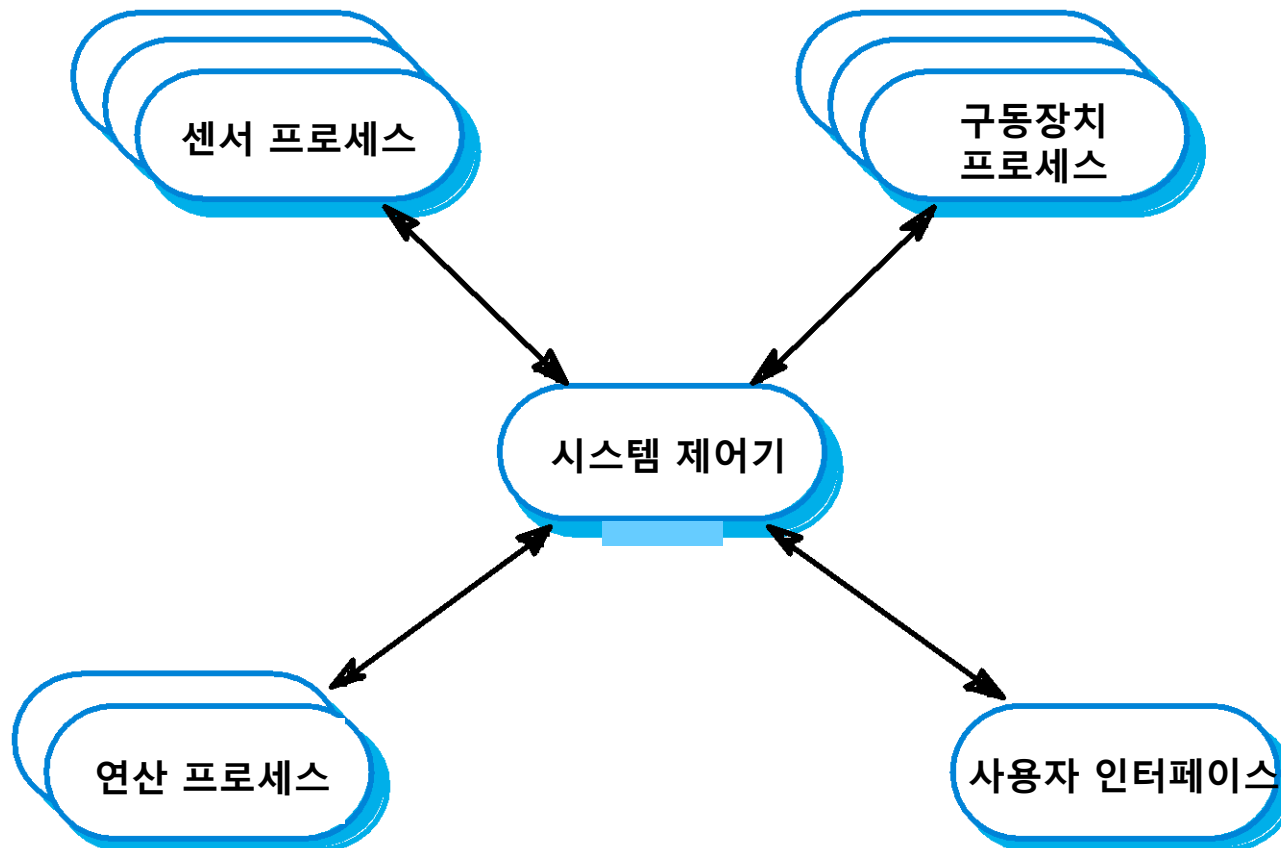 센서 프로세스
구동장치
프로세스
시스템 제어기
연산 프로세스
사용자 인터페이스